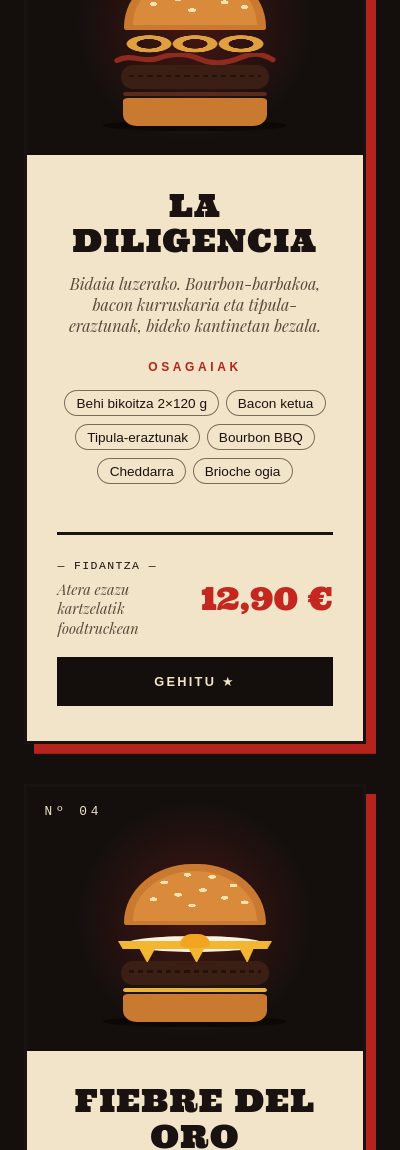 LA
DILIGENCIA
Bidaia luzerako. Bourbon-barbakoa,
bacon kurruskaria eta tipula-
eraztunak, bideko kantinetan bezala.
OSAGAIAK
Behi bikoitza 2×120 g
Bacon ketua
Tipula-eraztunak
Bourbon BBQ
Cheddarra
Brioche ogia
— FIDANTZA —
Atera ezazu
kartzelatik
foodtruckean
12,90 €
GEHITU ★
Nº 04
FIEBRE DEL
ORO